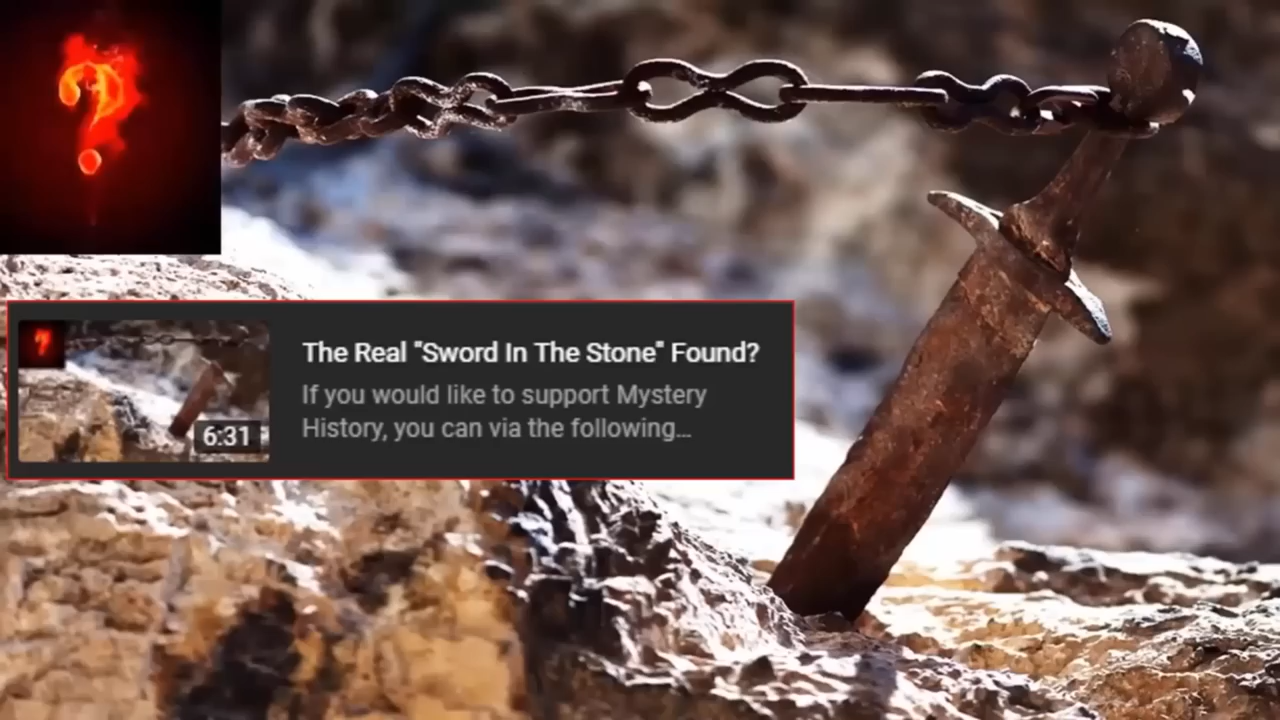 ?
?
The Real "Sword In The Stone" Found?
If you would like to support Mystery
History, you can via the following...
6:31